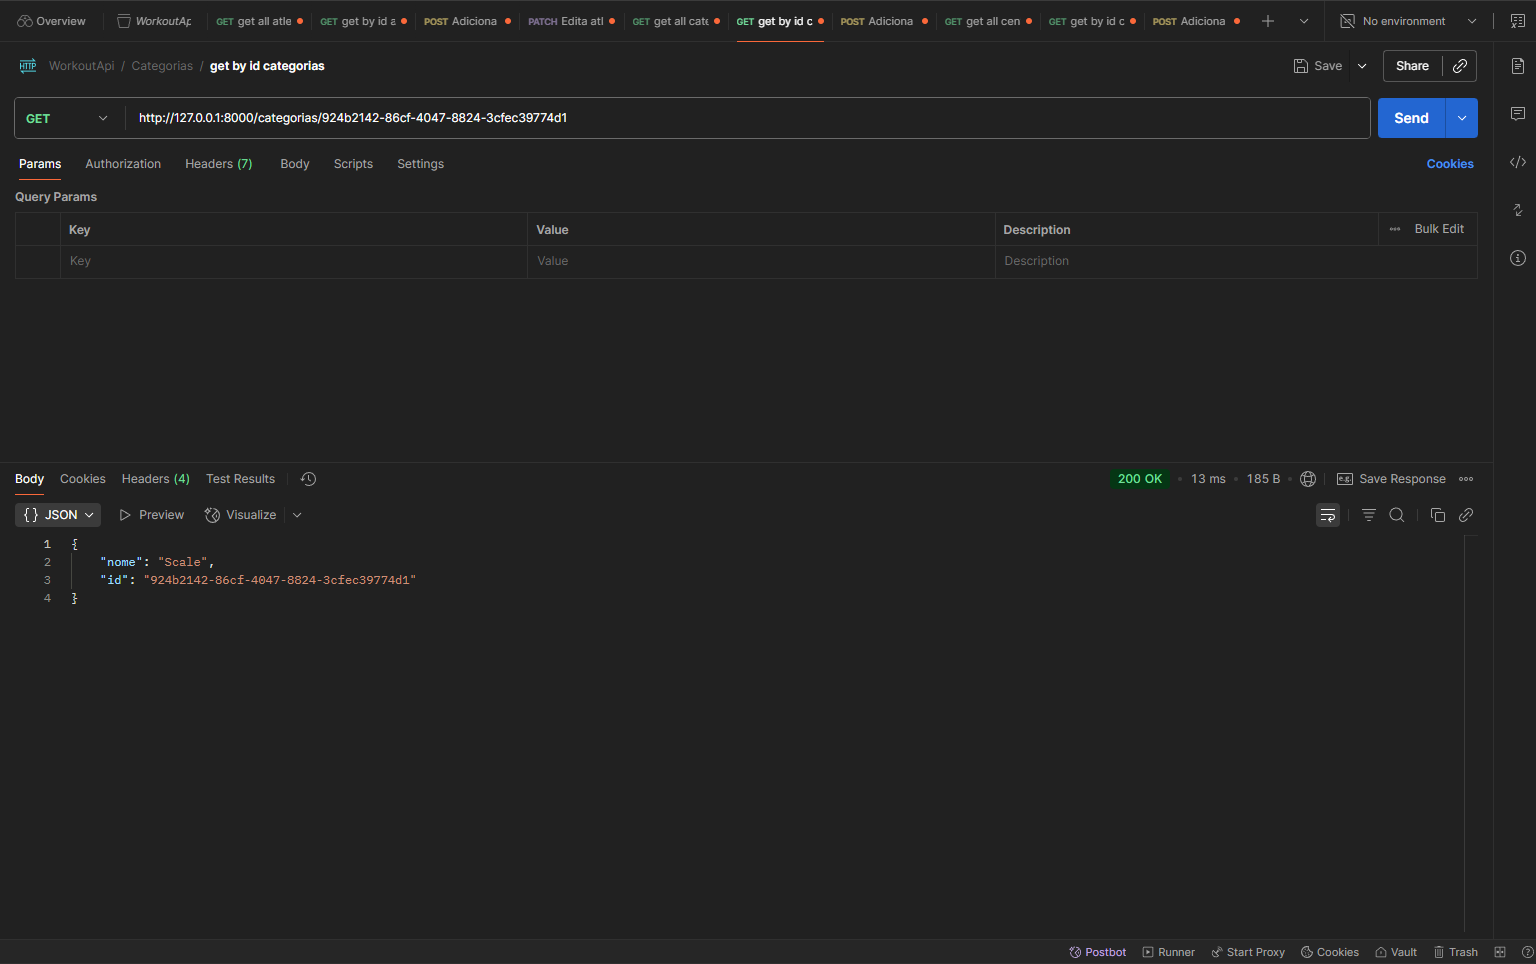 Overview WorkoutAp GET get all atle GET get by id a POST Adiciona PATCH Edita atl GET get all cate GET get by id c POST Adiciona GET get all cen GET get by id c POST Adiciona No environment
HTTP WorkoutApi / Categorias / get by id categorias Save Share
GET http://127.0.0.1:8000/categorias/924b2142-86cf-4047-8824-3cfec39774d1 Send
Params Authorization Headers (7) Body Scripts Settings Cookies
Query Params
Key Value Description Bulk Edit
Key Value Description
Body Cookies Headers (4) Test Results 200 OK 13 ms 185 B e.g. Save Response
{} JSON Preview Visualize
1 {
2 "nome": "Scale",
3 "id": "924b2142-86cf-4047-8824-3cfec39774d1"
4 }
Postbot Runner Start Proxy Cookies Vault Trash